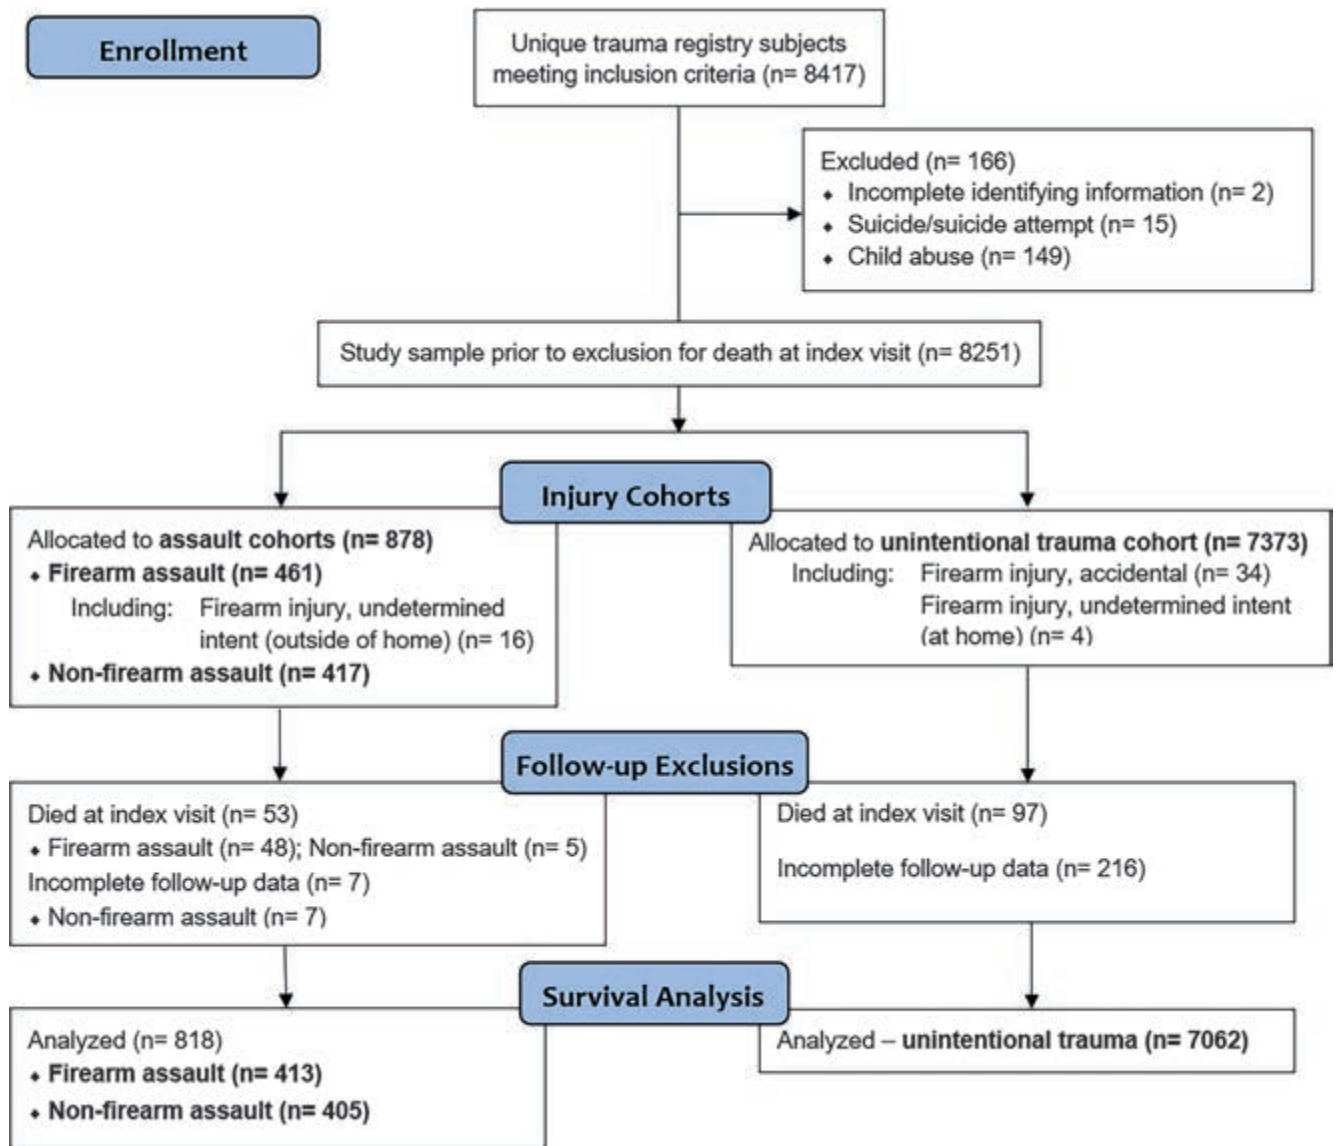 Enrollment
Unique trauma registry subjects
meeting inclusion criteria (n= 8417)
Excluded (n= 166)
⬥ Incomplete identifying information (n= 2)
⬥ Suicide/suicide attempt (n= 15)
⬥ Child abuse (n= 149)
Study sample prior to exclusion for death at index visit (n= 8251)
Injury Cohorts
Allocated to assault cohorts (n= 878)
⬥ Firearm assault (n= 461)
Including: Firearm injury, undetermined
intent (outside of home) (n= 16)
⬥ Non-firearm assault (n= 417)
Allocated to unintentional trauma cohort (n= 7373)
Including: Firearm injury, accidental (n= 34)
Firearm injury, undetermined intent
(at home) (n= 4)
Follow-up Exclusions
Died at index visit (n= 53)
⬥ Firearm assault (n= 48); Non-firearm assault (n= 5)
Incomplete follow-up data (n= 7)
⬥ Non-firearm assault (n= 7)
Died at index visit (n= 97)
Incomplete follow-up data (n= 216)
Survival Analysis
Analyzed (n= 818)
⬥ Firearm assault (n= 413)
⬥ Non-firearm assault (n= 405)
Analyzed – unintentional trauma (n= 7062)